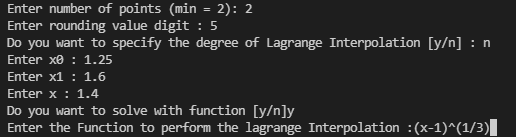 Enter number of points (min = 2): 2
Enter rounding value digit : 5
Do you want to specify the degree of Lagrange Interpolation [y/n] : n
Enter x0 : 1.25
Enter x1 : 1.6
Enter x : 1.4
Do you want to solve with function [y/n]y
Enter the Function to perform the lagrange Interpolation :(x-1)^(1/3)